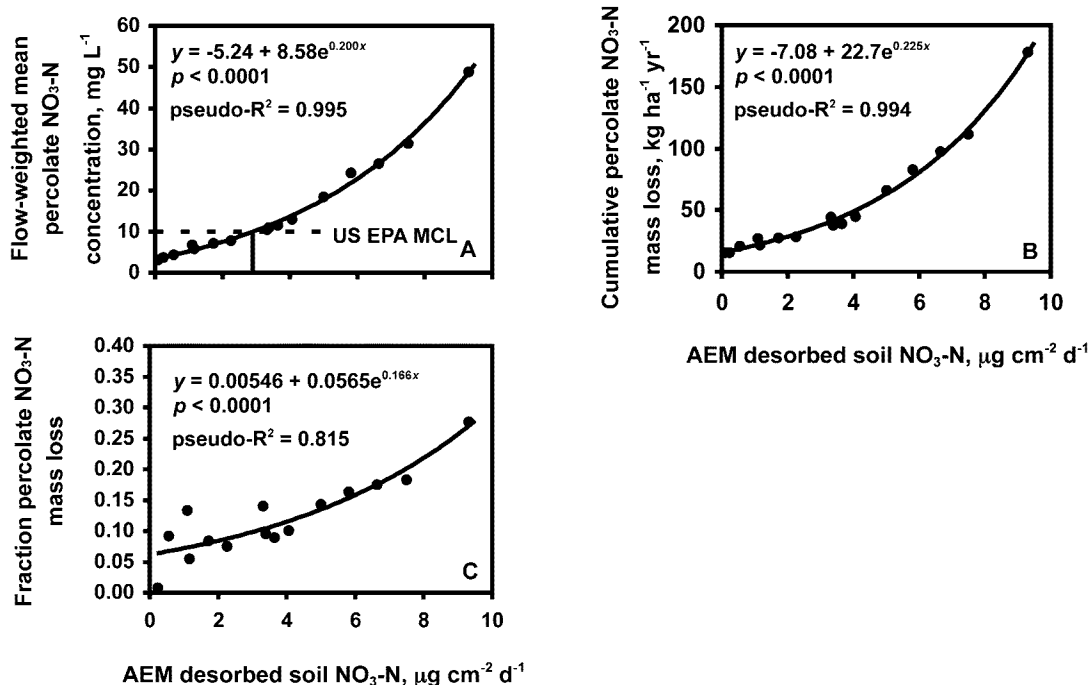 Flow-weighted mean
percolate NO₃-N
concentration, mg L⁻¹
60
50
40
30
20
10
0
y = -5.24 + 8.58e^0.200x
p < 0.0001
pseudo-R² = 0.995
US EPA MCL
A
Cumulative percolate NO₃-N
mass loss, kg ha⁻¹ yr⁻¹
200
150
100
50
0
y = -7.08 + 22.7e^0.225x
p < 0.0001
pseudo-R² = 0.994
B
0 2 4 6 8 10
AEM desorbed soil NO₃-N, µg cm⁻² d⁻¹
Fraction percolate NO₃-N
mass loss
0.40
0.35
0.30
0.25
0.20
0.15
0.10
0.05
0.00
y = 0.00546 + 0.0565e^0.166x
p < 0.0001
pseudo-R² = 0.815
C
0 2 4 6 8 10
AEM desorbed soil NO₃-N, µg cm⁻² d⁻¹